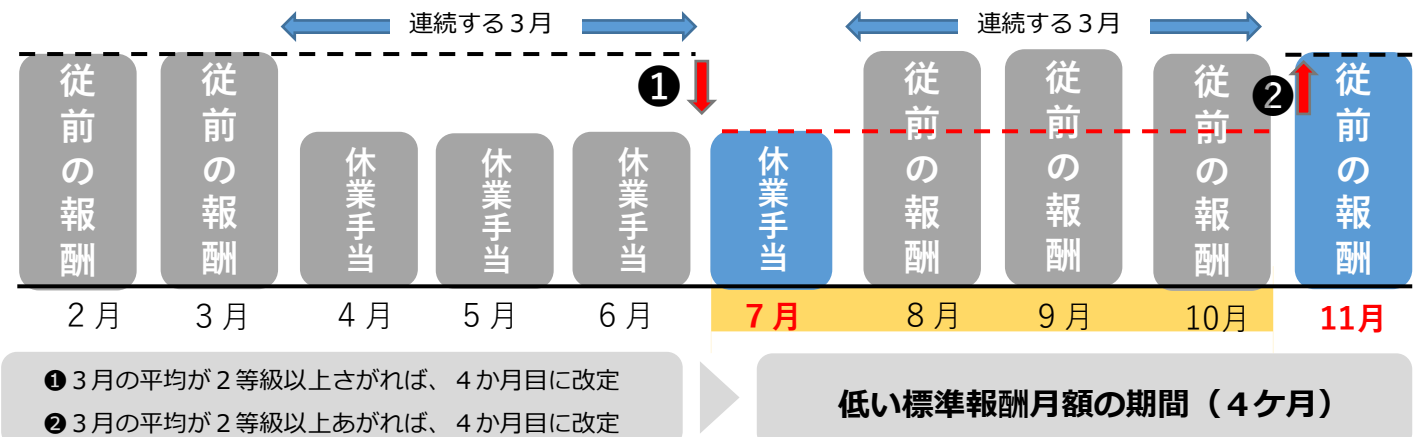 連続する３月
連続する３月
❶
❷
従前の報酬
従前の報酬
休業手当
休業手当
休業手当
休業手当
従前の報酬
従前の報酬
従前の報酬
従前の報酬
２月
３月
４月
５月
６月
７月
８月
９月
10月
11月
❶３月の平均が２等級以上さがれば、４か月目に改定
❷３月の平均が２等級以上あがれば、４か月目に改定
低い標準報酬月額の期間（４ケ月）